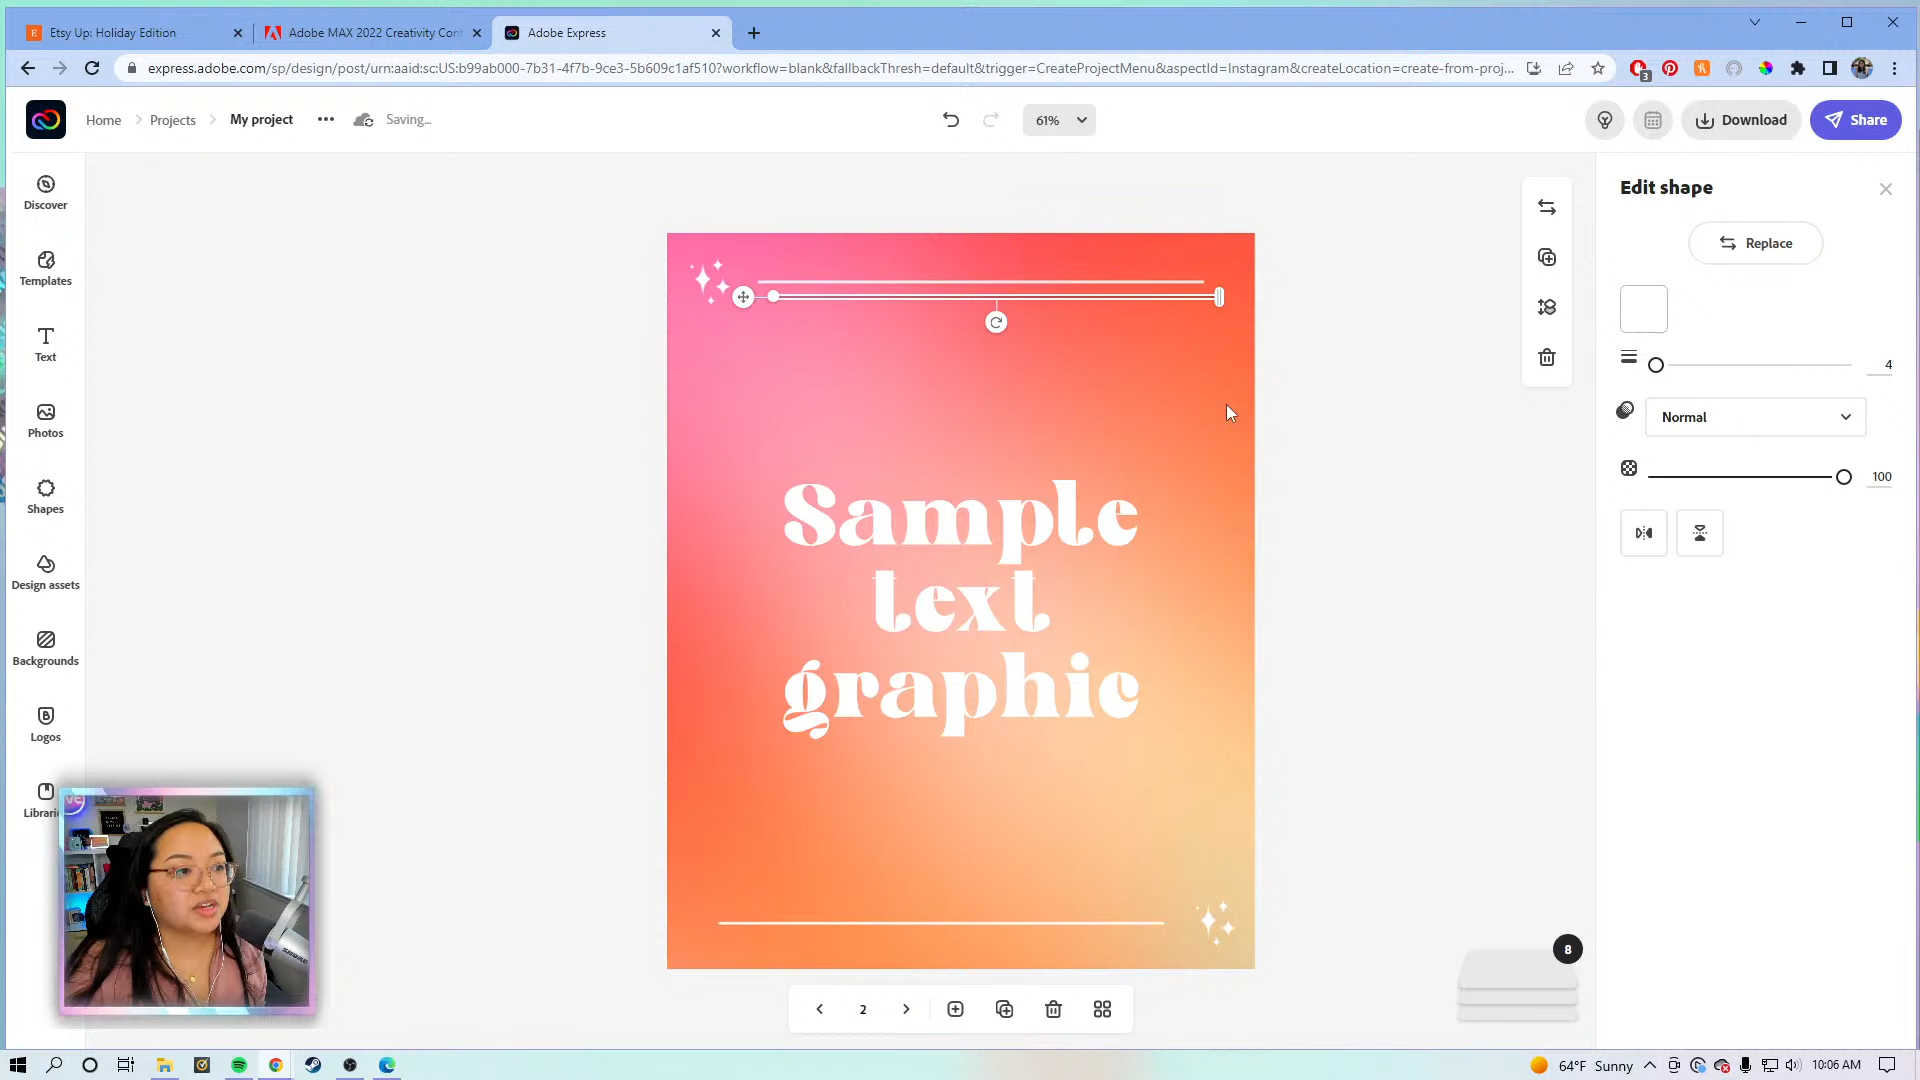 Etsy Up: Holiday Edition
Adobe MAX 2022 Creativity Conf
Adobe Express
express.adobe.com/sp/design/post/urn:aaid:sc:US:b99ab000-7b31-4f7b-9ce3-5b609c1af510?workflow=blank&fallbackThresh=default&trigger=CreateProjectMenu&aspectId=Instagram&createLocation=create-from-proj...
3
Home
Projects
My project
Saving...
61%
Download
Share
Discover
Templates
Text
Photos
Shapes
Design assets
Backgrounds
Logos
Librari
Sample
text
graphic
2
8
Edit shape
Replace
4
Normal
100
64°F Sunny
10:06 AM